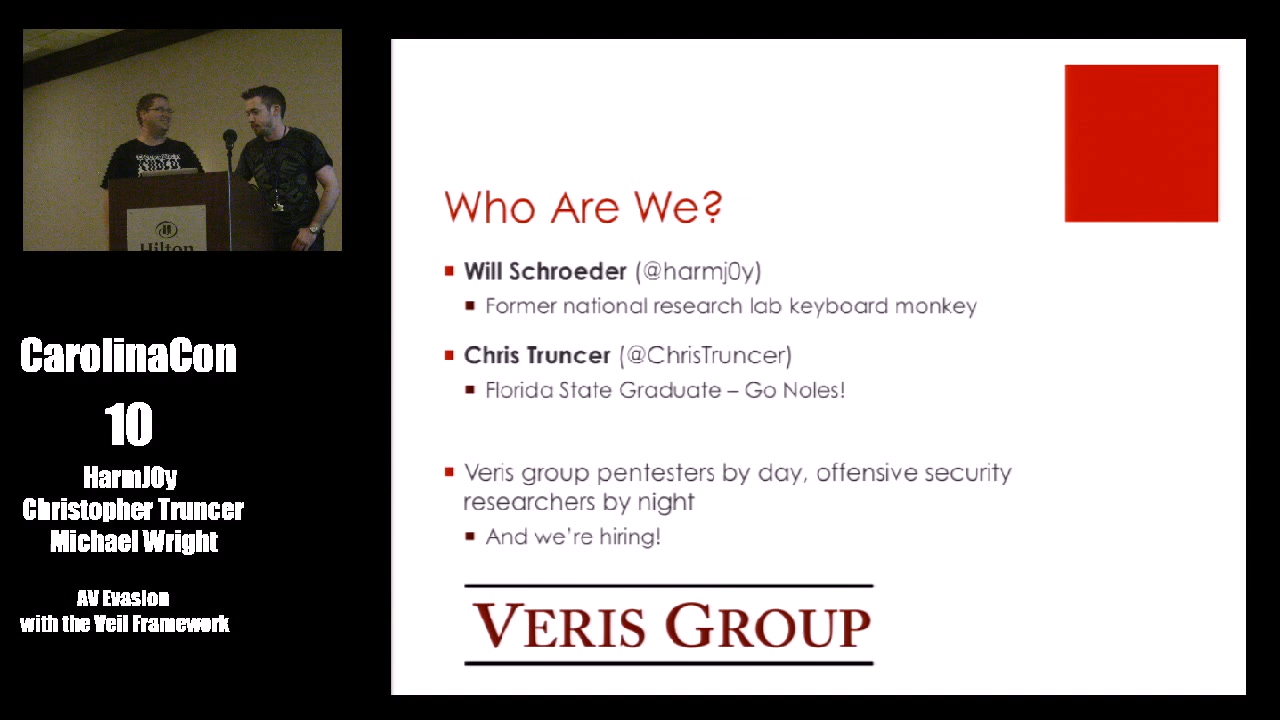 Hilton
CarolinaCon
10
HarmJ0y
Christopher Truncer
Michael Wright
AV Evasion
with the Veil Framework
Who Are We?
Will Schroeder (@harmj0y)
Former national research lab keyboard monkey
Chris Truncer (@ChrisTruncer)
Florida State Graduate – Go Noles!
Veris group pentesters by day, offensive security
researchers by night
And we're hiring!
VERIS GROUP